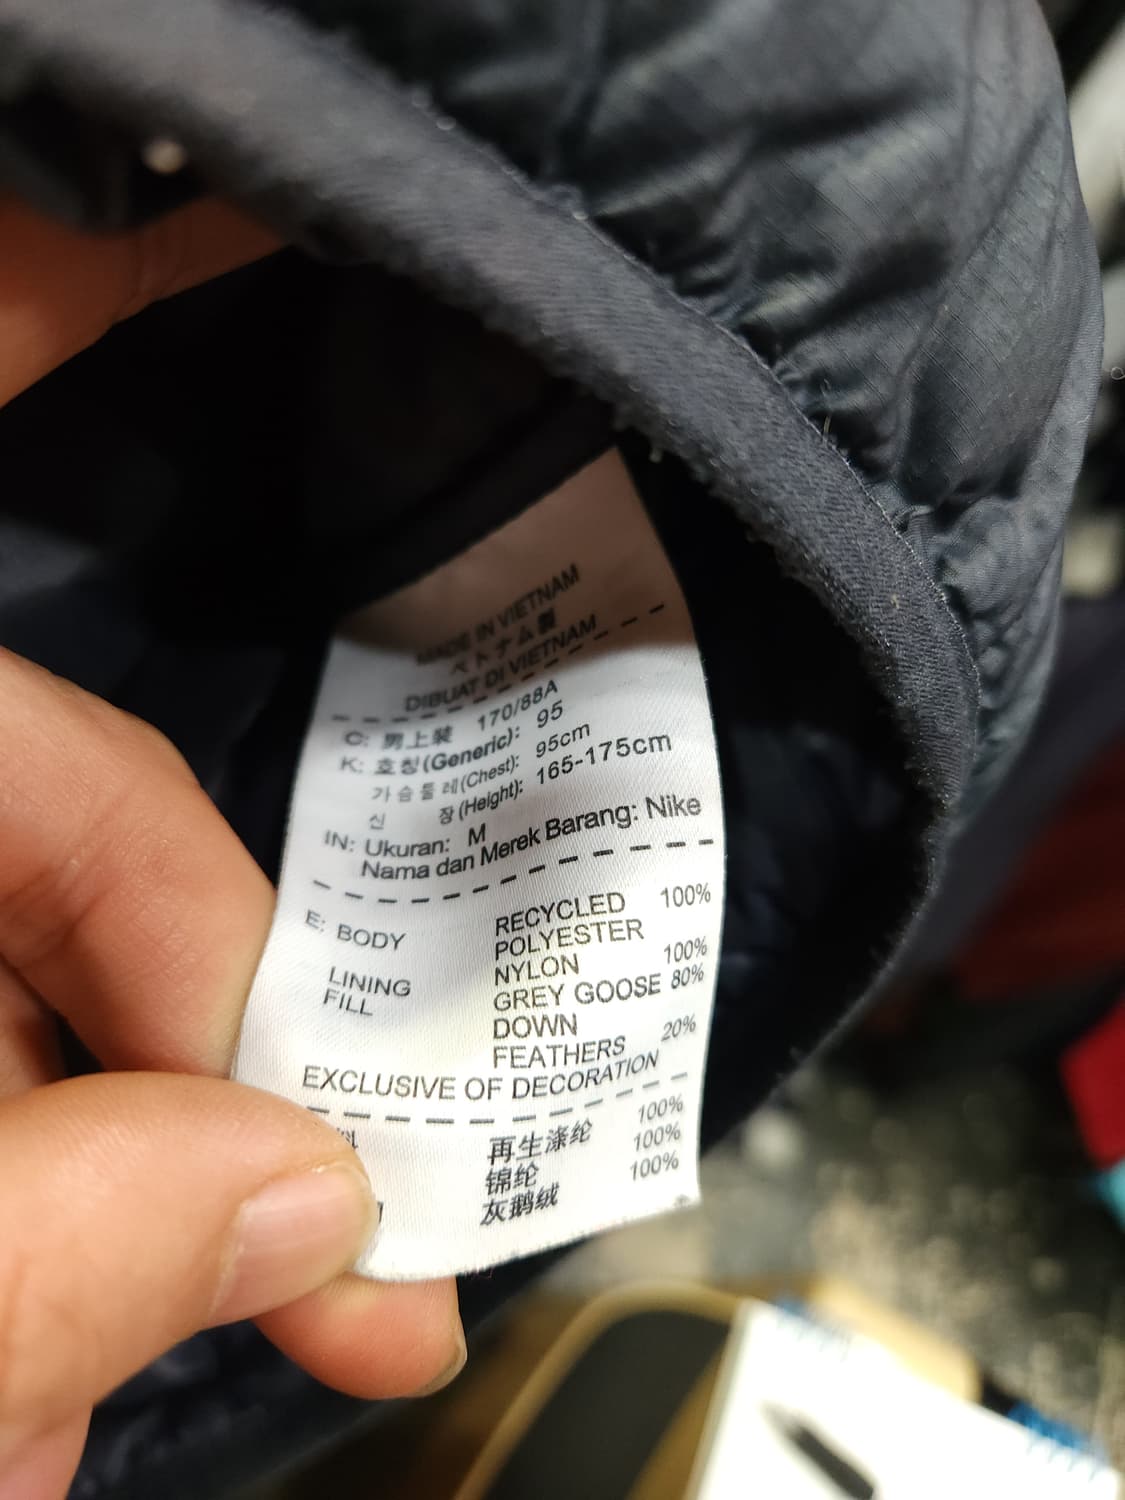 MADE IN VIETNAM
ベトナム製
DIBUAT DI VIETNAM
C: 男上装 170/88A
K: 호칭(Generic): 95
가슴둘레(Chest): 95cm
신 장(Height): 165-175cm
IN: Ukuran: M
Nama dan Merek Barang: Nike
E: BODY RECYCLED 100%
POLYESTER
LINING NYLON 100%
FILL GREY GOOSE 80%
DOWN
FEATHERS 20%
EXCLUSIVE OF DECORATION
再生涤纶 100%
锦纶 100%
灰鹅绒 100%